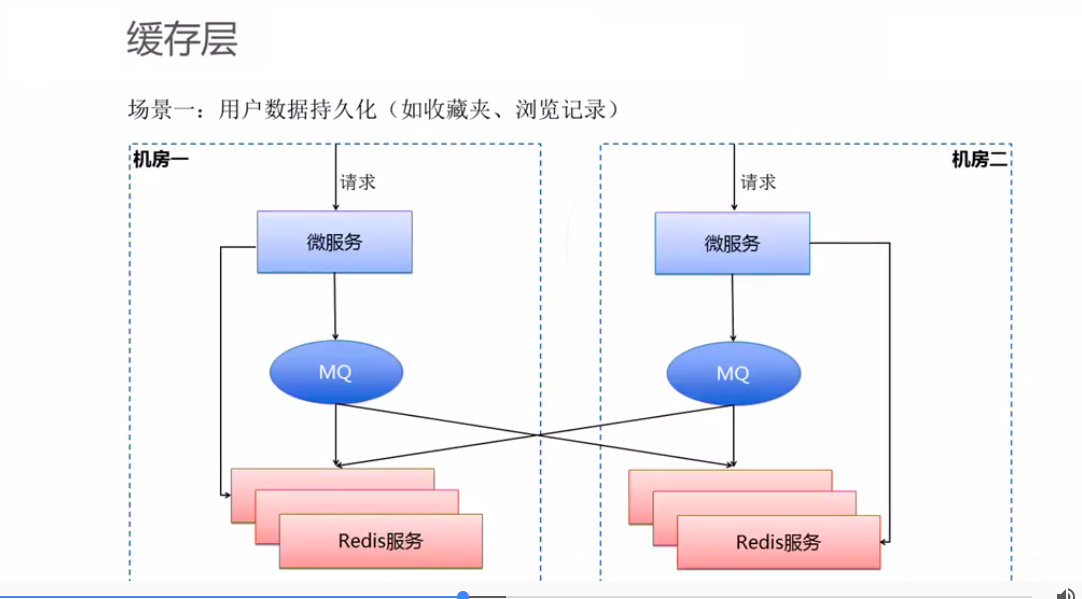 缓存层
场景一：用户数据持久化（如收藏夹、浏览记录）
机房一
机房二
请求
请求
微服务
微服务
MQ
MQ
Redis服务
Redis服务